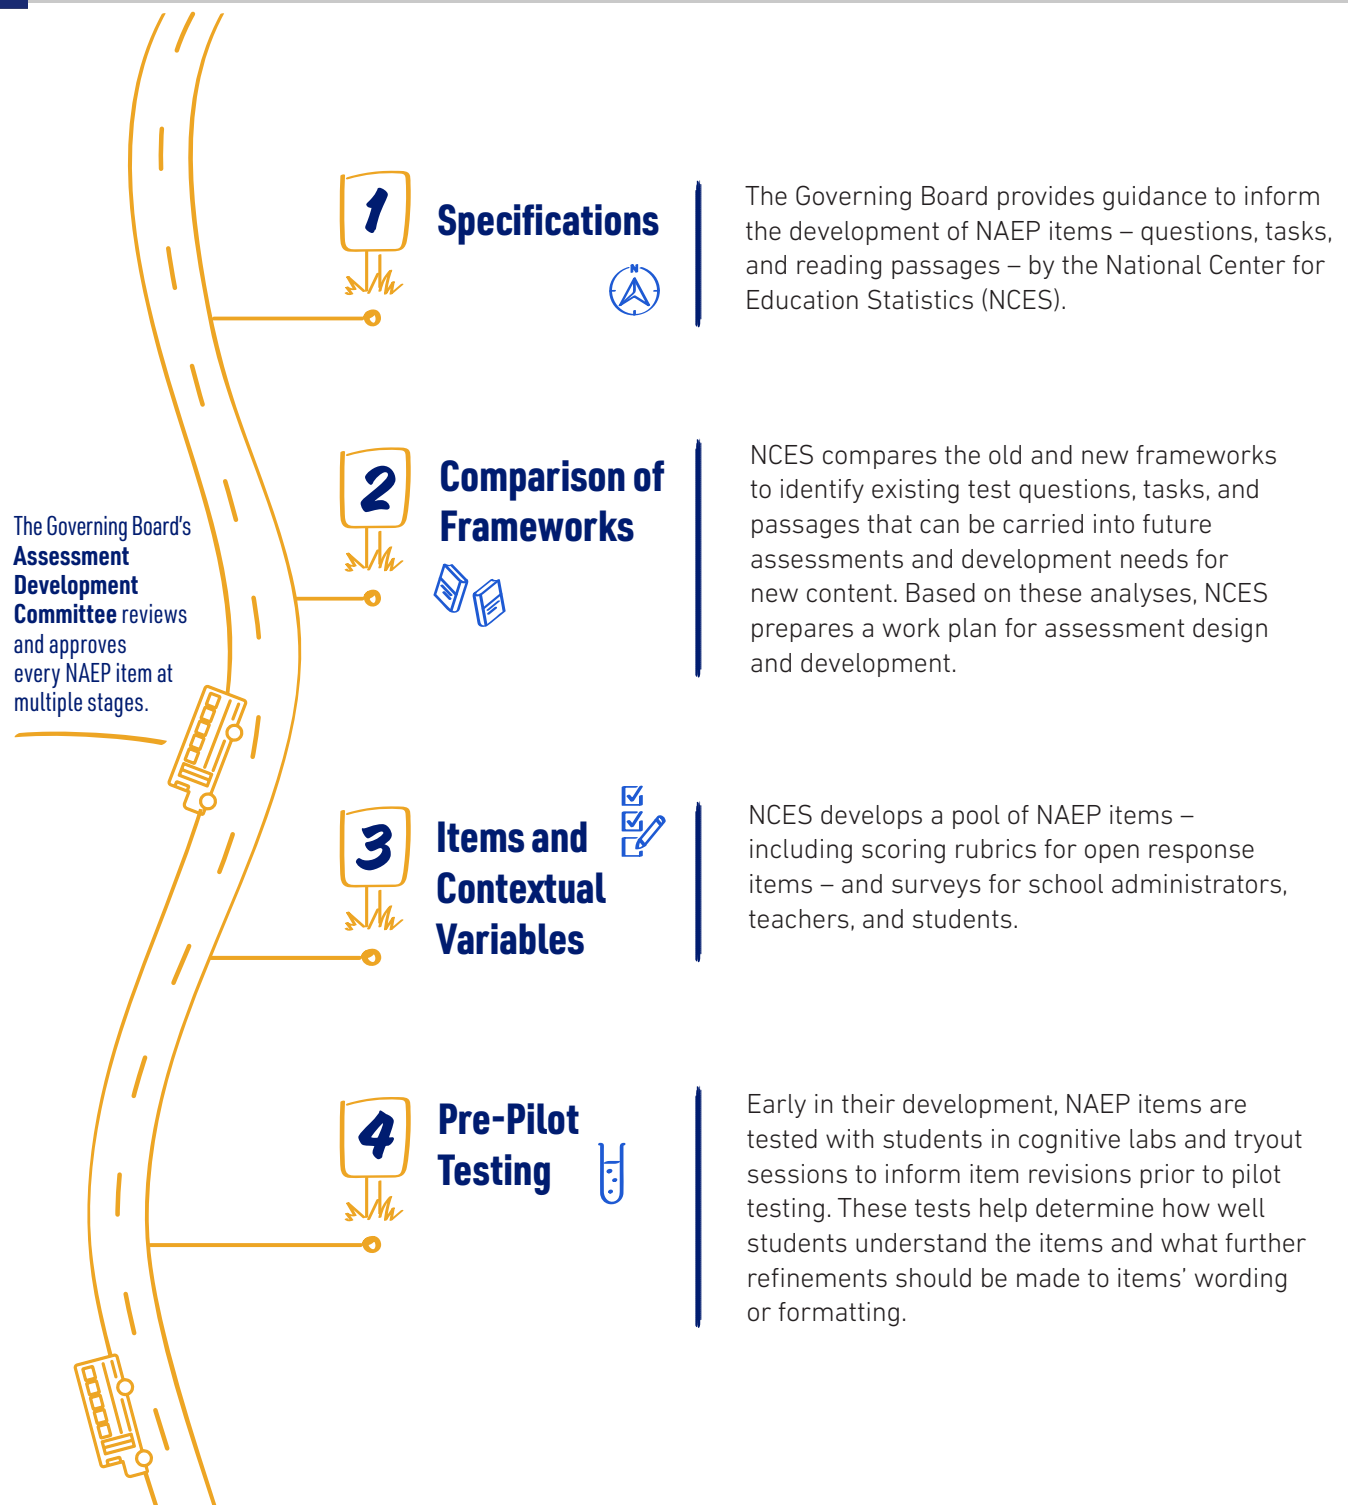 1
Specifications
N
The Governing Board provides guidance to inform
the development of NAEP items – questions, tasks,
and reading passages – by the National Center for
Education Statistics (NCES).
2
Comparison of
Frameworks
NCES compares the old and new frameworks
to identify existing test questions, tasks, and
passages that can be carried into future
assessments and development needs for
new content. Based on these analyses, NCES
prepares a work plan for assessment design
and development.
The Governing Board’s
Assessment
Development
Committee reviews
and approves
every NAEP item at
multiple stages.
3
Items and
Contextual
Variables
NCES develops a pool of NAEP items –
including scoring rubrics for open response
items – and surveys for school administrators,
teachers, and students.
4
Pre-Pilot
Testing
Early in their development, NAEP items are
tested with students in cognitive labs and tryout
sessions to inform item revisions prior to pilot
testing. These tests help determine how well
students understand the items and what further
refinements should be made to items’ wording
or formatting.